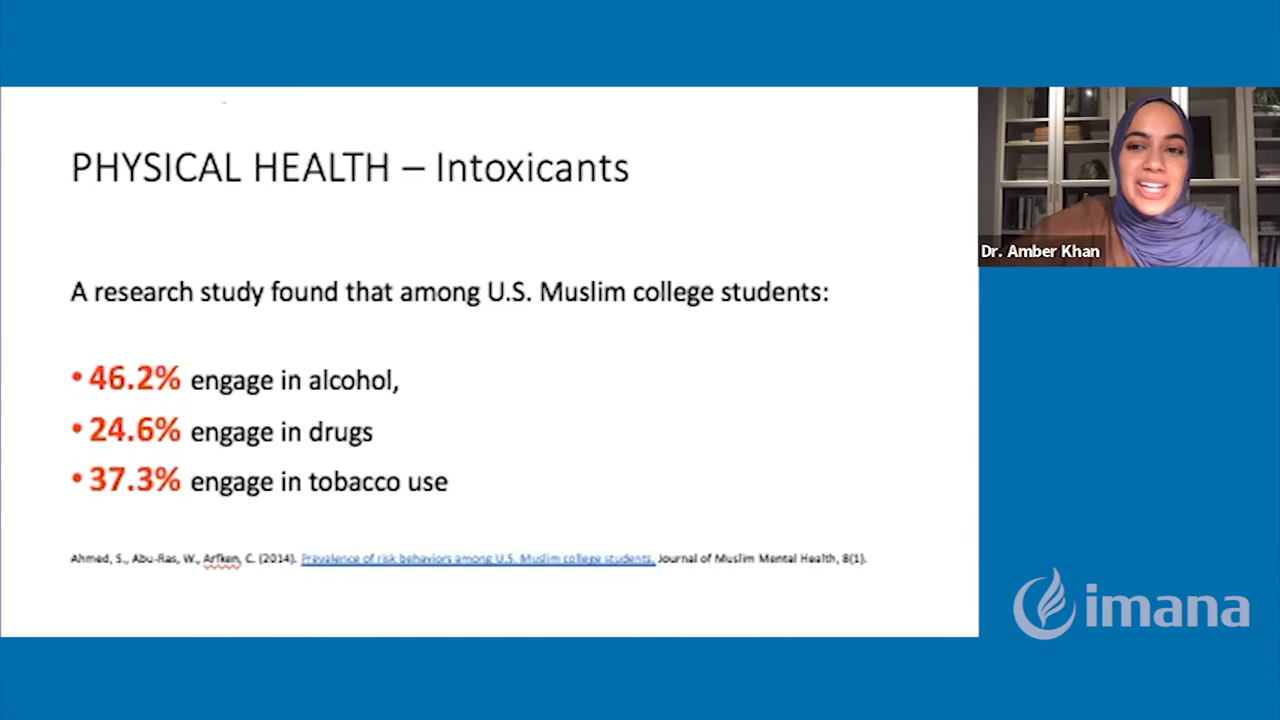 PHYSICAL HEALTH – Intoxicants
A research study found that among U.S. Muslim college students:
• 46.2% engage in alcohol,
• 24.6% engage in drugs
• 37.3% engage in tobacco use
Ahmed, S., Abu-Ras, W., Arfken, C. (2014). Prevalence of risk behaviors among U.S. Muslim college students. Journal of Muslim Mental Health, 8(1).
Dr. Amber Khan
imana